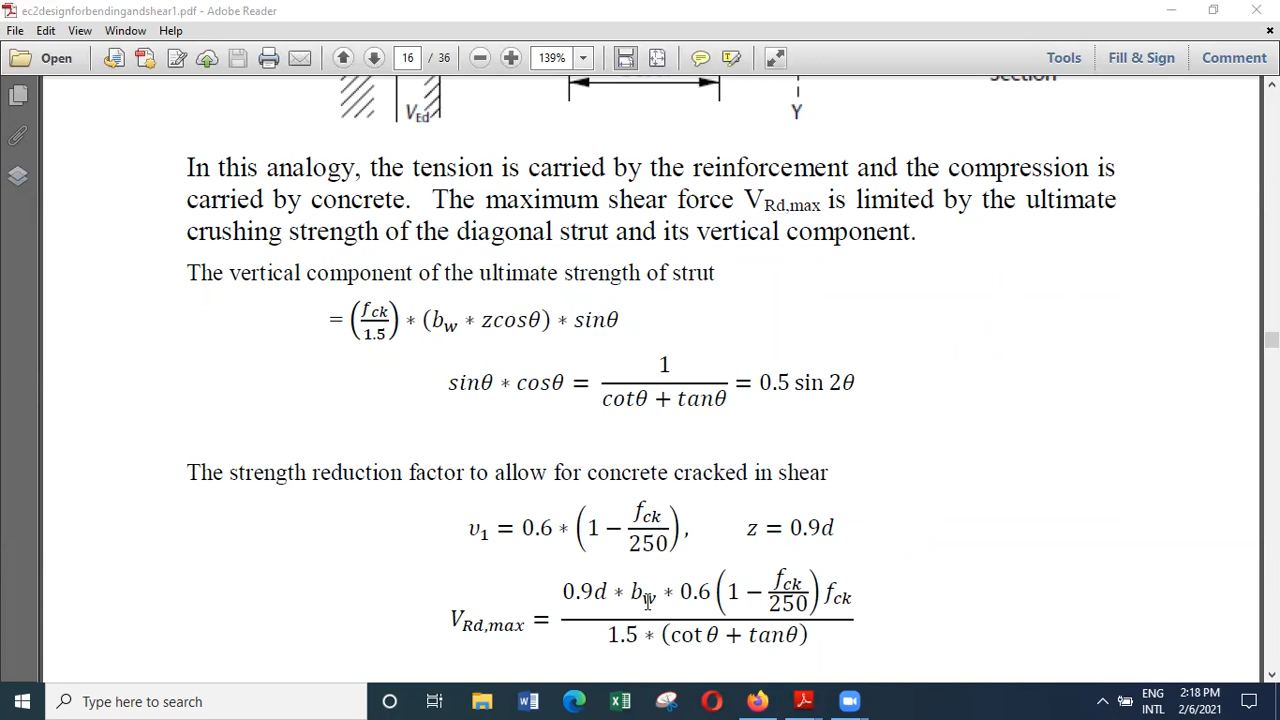 ec2designforbendingandshear1.pdf - Adobe Reader
File Edit View Window Help
Open 16 / 36 139% Tools Fill & Sign Comment
V_Ed Y Section
In this analogy, the tension is carried by the reinforcement and the compression is
carried by concrete. The maximum shear force V_Rd,max is limited by the ultimate
crushing strength of the diagonal strut and its vertical component.
The vertical component of the ultimate strength of strut
= (f_ck/1.5) * (b_w * zcosθ) * sinθ
sinθ * cosθ = 1/(cotθ + tanθ) = 0.5 sin 2θ
The strength reduction factor to allow for concrete cracked in shear
υ_1 = 0.6 * (1 − f_ck/250), z = 0.9d
V_Rd,max = 0.9d * b_w * 0.6 (1 − f_ck/250) f_ck / 1.5 * (cot θ + tanθ)
Type here to search
ENG 2:18 PM
INTL 2/6/2021